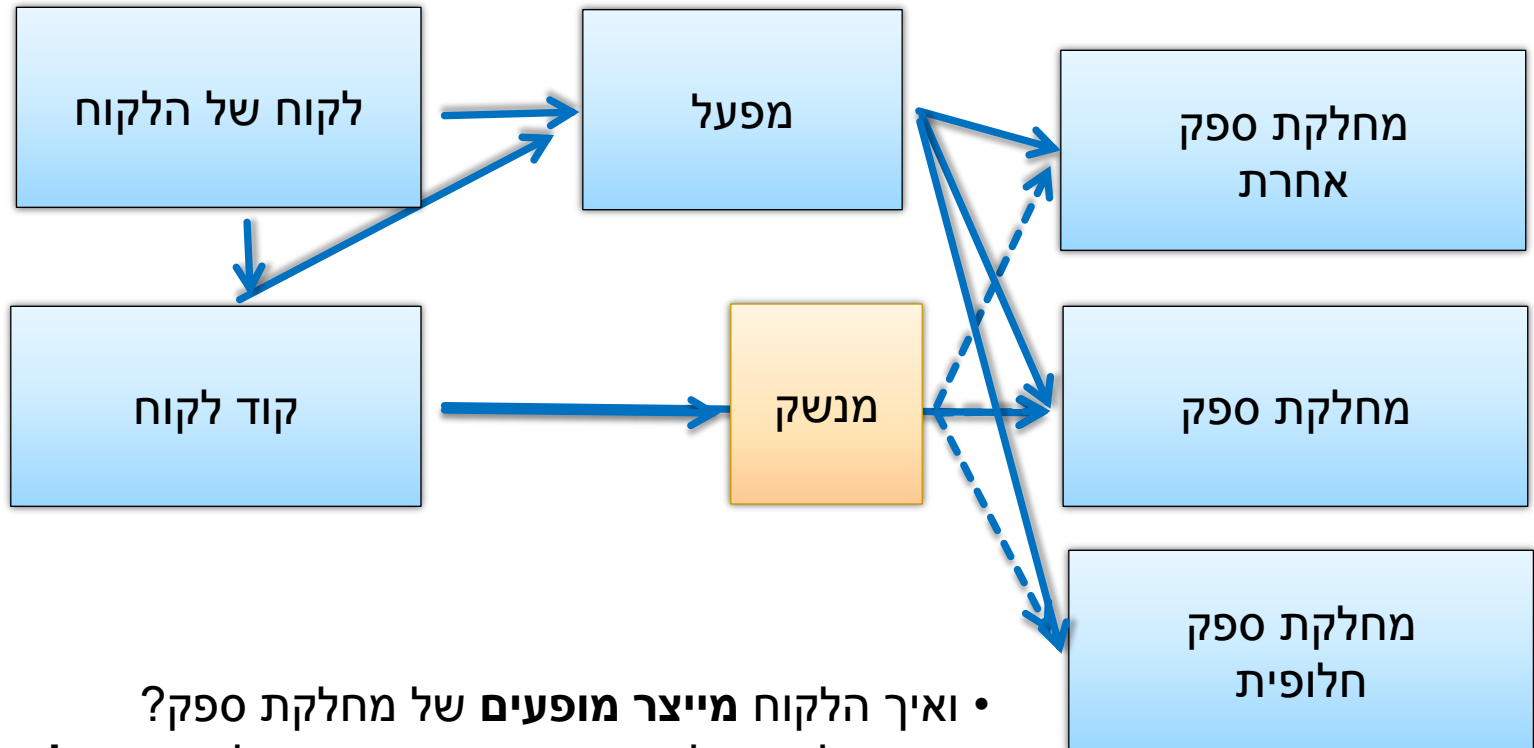 לקוח של הלקוח
מפעל
מחלקת ספק
אחרת
קוד לקוח
מנשק
מחלקת ספק
מחלקת ספק
חלופית
• ואיך הלקוח מייצר מופעים של מחלקת ספק?